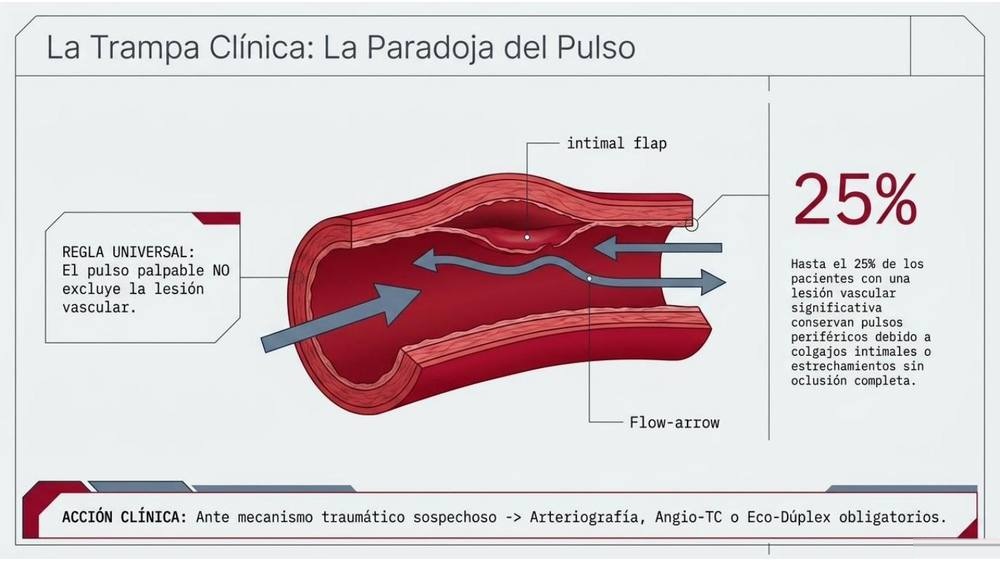 La Trampa Clínica: La Paradoja del Pulso
intimal flap
REGLA UNIVERSAL:
El pulso palpable NO
excluye la lesión
vascular.
Flow-arrow
25%
Hasta el 25% de los
pacientes con una
lesión vascular
significativa
conservan pulsos
periféricos debido a
colgajos intimales o
estrechamientos sin
oclusión completa.
ACCIÓN CLÍNICA: Ante mecanismo traumático sospechoso -> Arteriografía, Angio-TC o Eco-Dúplex obligatorios.